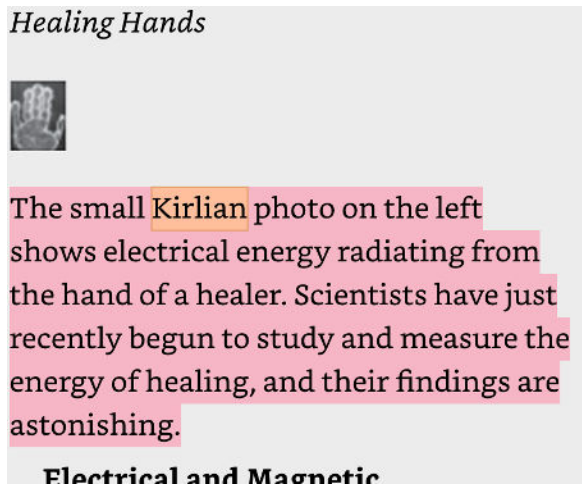 Healing Hands
The small Kirlian photo on the left
shows electrical energy radiating from
the hand of a healer. Scientists have just
recently begun to study and measure the
energy of healing, and their findings are
astonishing.
Electrical and Magnetic